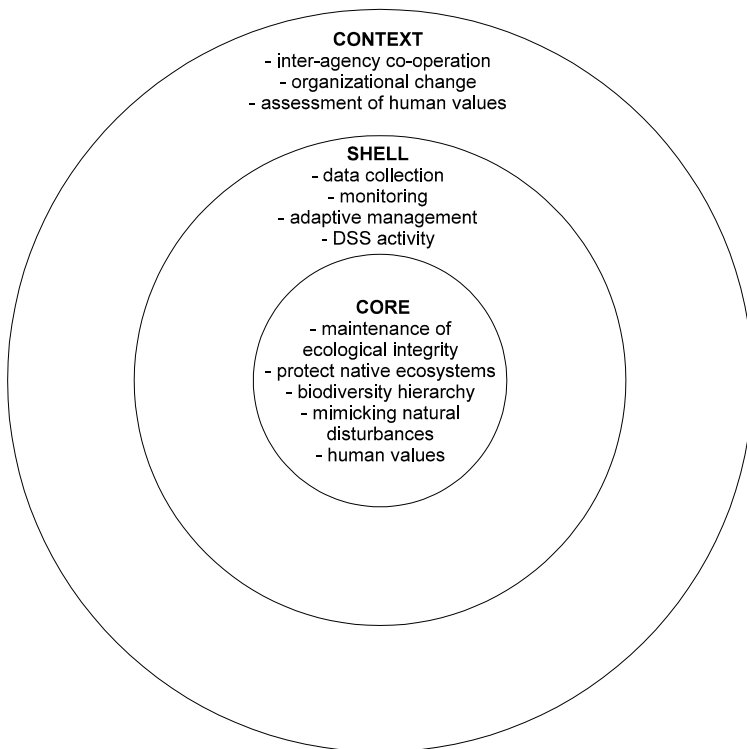 CONTEXT
- inter-agency co-operation
- organizational change
- assessment of human values
SHELL
- data collection
- monitoring
- adaptive management
- DSS activity
CORE
- maintenance of
ecological integrity
- protect native ecosystems
- biodiversity hierarchy
- mimicking natural
disturbances
- human values